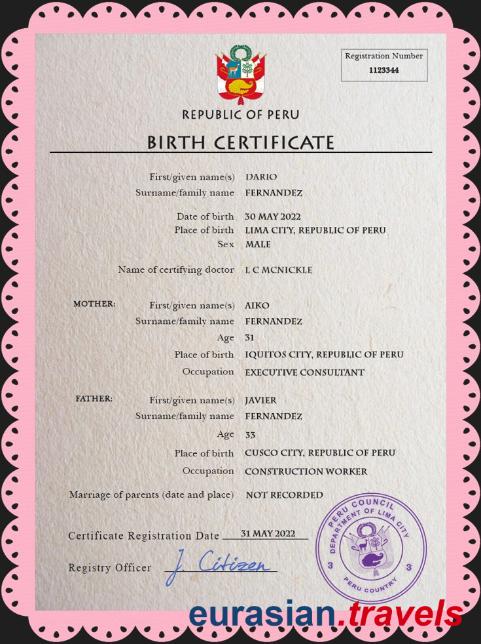 Registration Number
1123344
REPUBLIC OF PERU
BIRTH CERTIFICATE
First/given name(s) DARIO
Surname/family name FERNANDEZ
Date of birth 30 MAY 2022
Place of birth LIMA CITY, REPUBLIC OF PERU
Sex MALE
Name of certifying doctor L C MCNICKLE
MOTHER: First/given name(s) AIKO
Surname/family name FERNANDEZ
Age 31
Place of birth IQUITOS CITY, REPUBLIC OF PERU
Occupation EXECUTIVE CONSULTANT
FATHER: First/given name(s) JAVIER
Surname/family name FERNANDEZ
Age 33
Place of birth CUSCO CITY, REPUBLIC OF PERU
Occupation CONSTRUCTION WORKER
Marriage of parents (date and place) NOT RECORDED
Certificate Registration Date 31 MAY 2022
Registry Officer J. Citizen
PERU COUNCIL
DEPARTMENT OF LIMA CITY
3 3
PERU COUNTRY
eurasian.travels